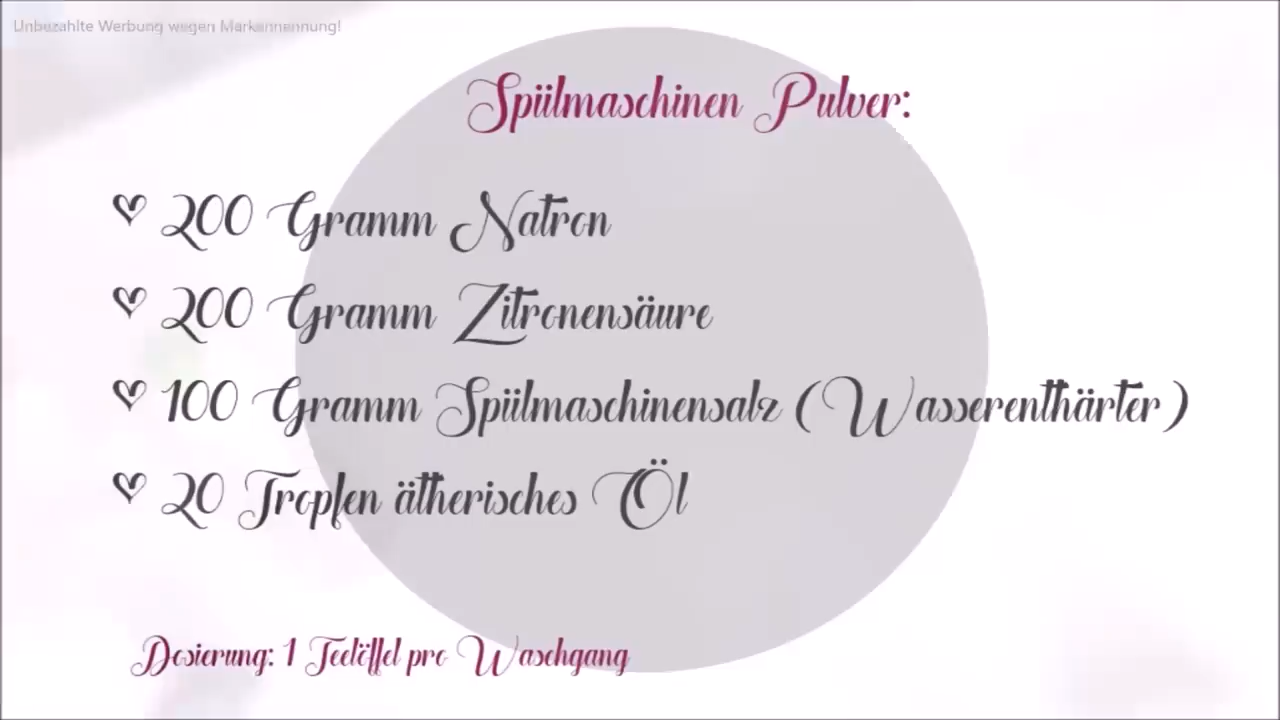 Unbezahlte Werbung wegen Markennennung!
Spülmaschinen Pulver:
200 Gramm Natron
200 Gramm Zitronensäure
100 Gramm Spülmaschinensalz (Wasserenthärter)
20 Tropfen ätherisches Öl
Dosierung: 1 Teelöffel pro Waschgang